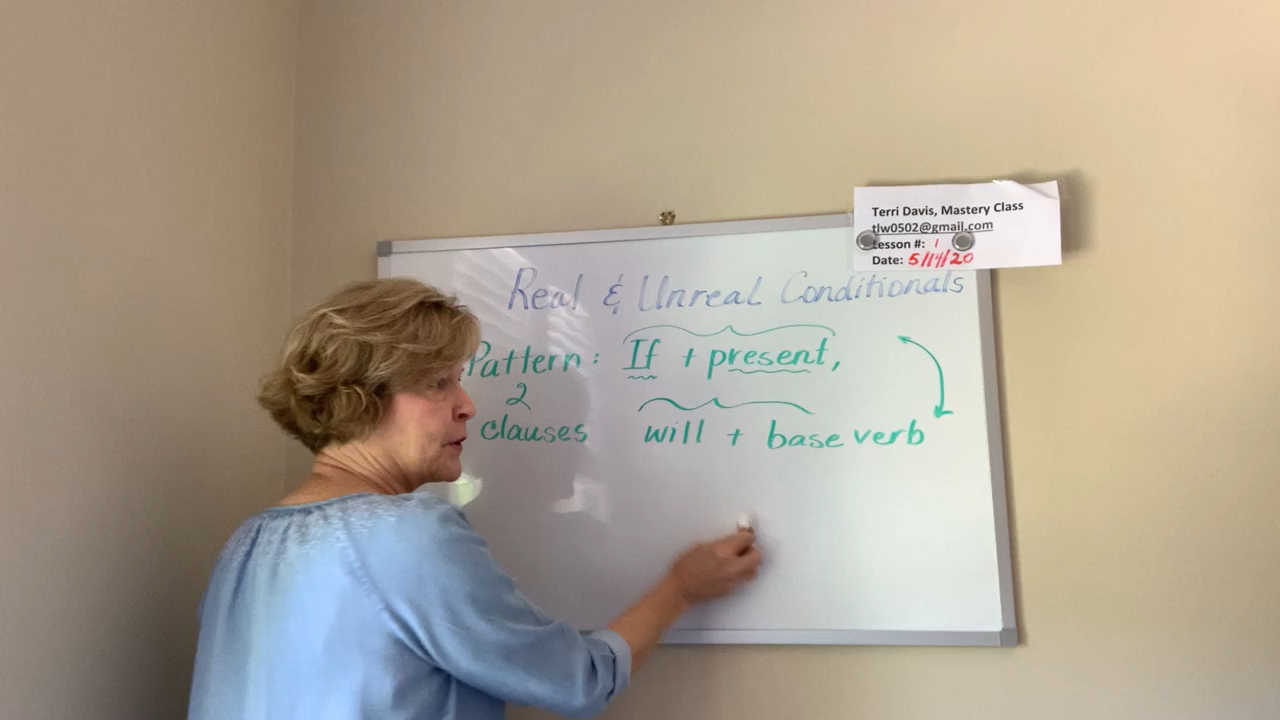 Terri Davis, Mastery Class
tlw0502@gmail.com
Lesson #: 1
Date: 5/14/20
Real & Unreal Conditionals
Pattern: If + present,
2
clauses will + base verb